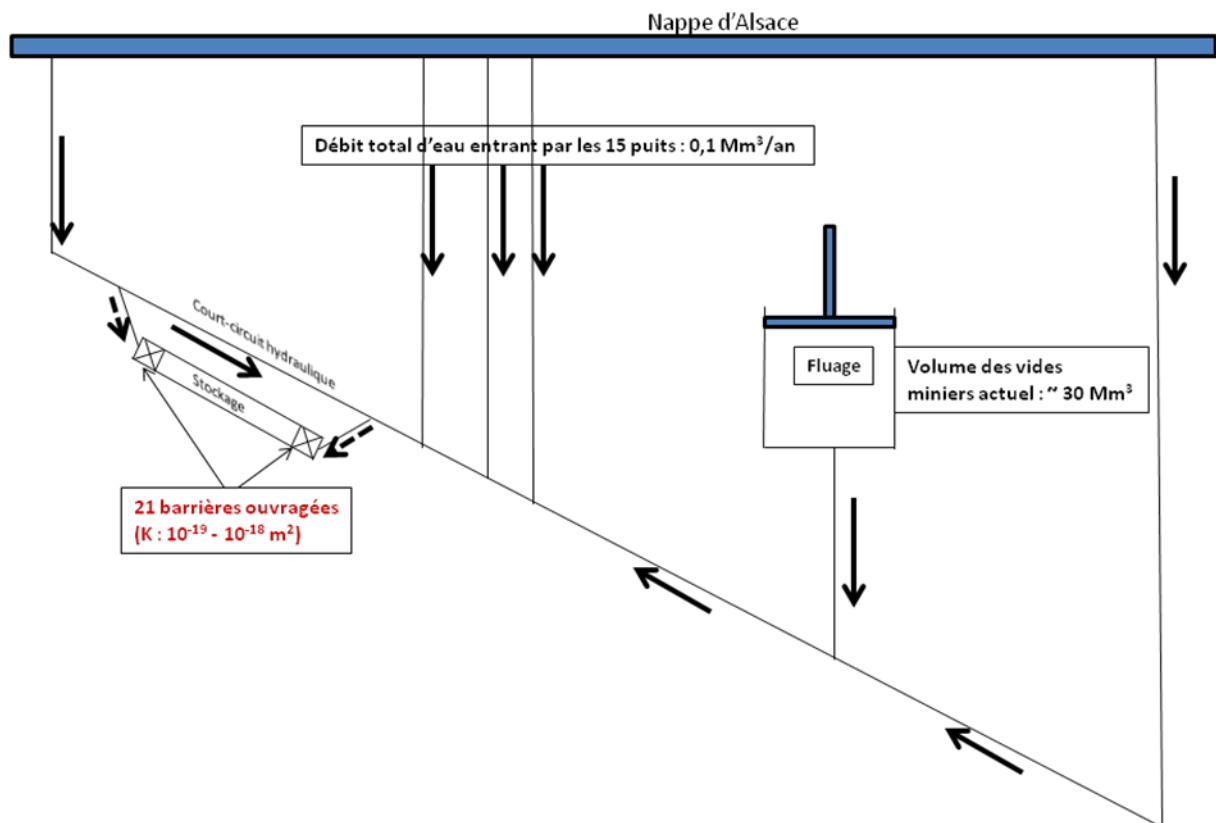 Nappe d'Alsace
Débit total d'eau entrant par les 15 puits : 0,1 Mm³/an
Court-circuit hydraulique
Stockage
Fluage
Volume des vides
miniers actuel : ~ 30 Mm³
21 barrières ouvragées
(K : 10⁻¹⁹ - 10⁻¹⁸ m²)